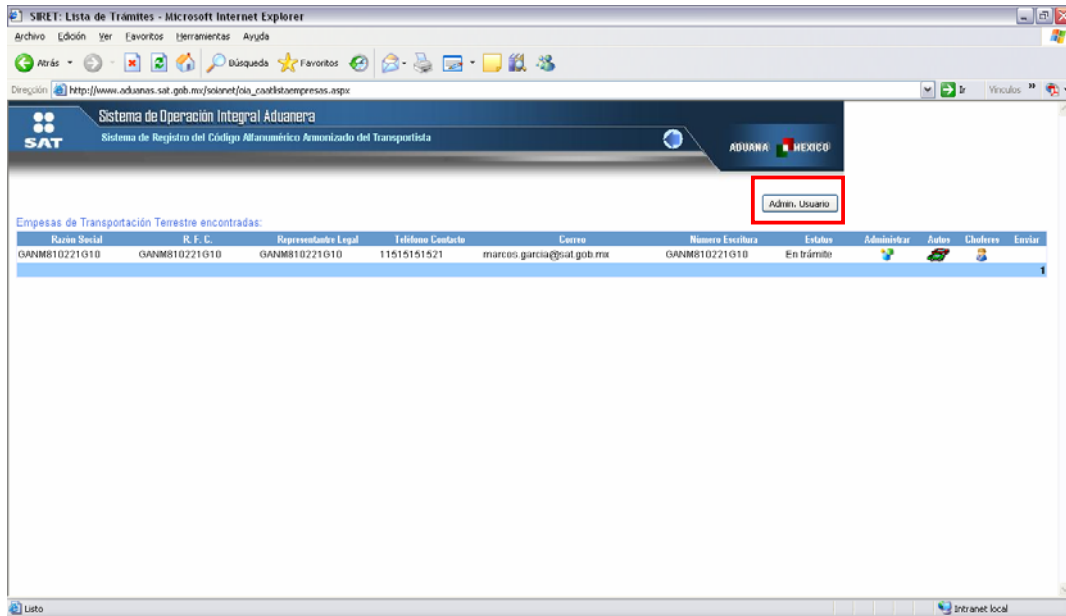 SIRET: Lista de Trámites - Microsoft Internet Explorer
Archivo Edición Ver Favoritos Herramientas Ayuda
Atrás Búsqueda Favoritos
Dirección http://www.aduanas.sat.gob.mx/soianet/oia_caatlistaempresas.aspx Ir Vínculos »
SAT Sistema de Operación Integral Aduanera
Sistema de Registro del Código Alfanumérico Armonizado del Transportista
ADUANA MEXICO
Admin. Usuario
Empesas de Transportación Terrestre encontradas:
Razón Social R. F. C. Representante Legal Teléfono Contacto Correo Número Escritura Estatus Administrar Autos Choferes Enviar
GANM810221G10 GANM810221G10 GANM810221G10 11515151521 marcos.garcia@sat.gob.mx GANM810221G10 En trámite
1
Listo Intranet local